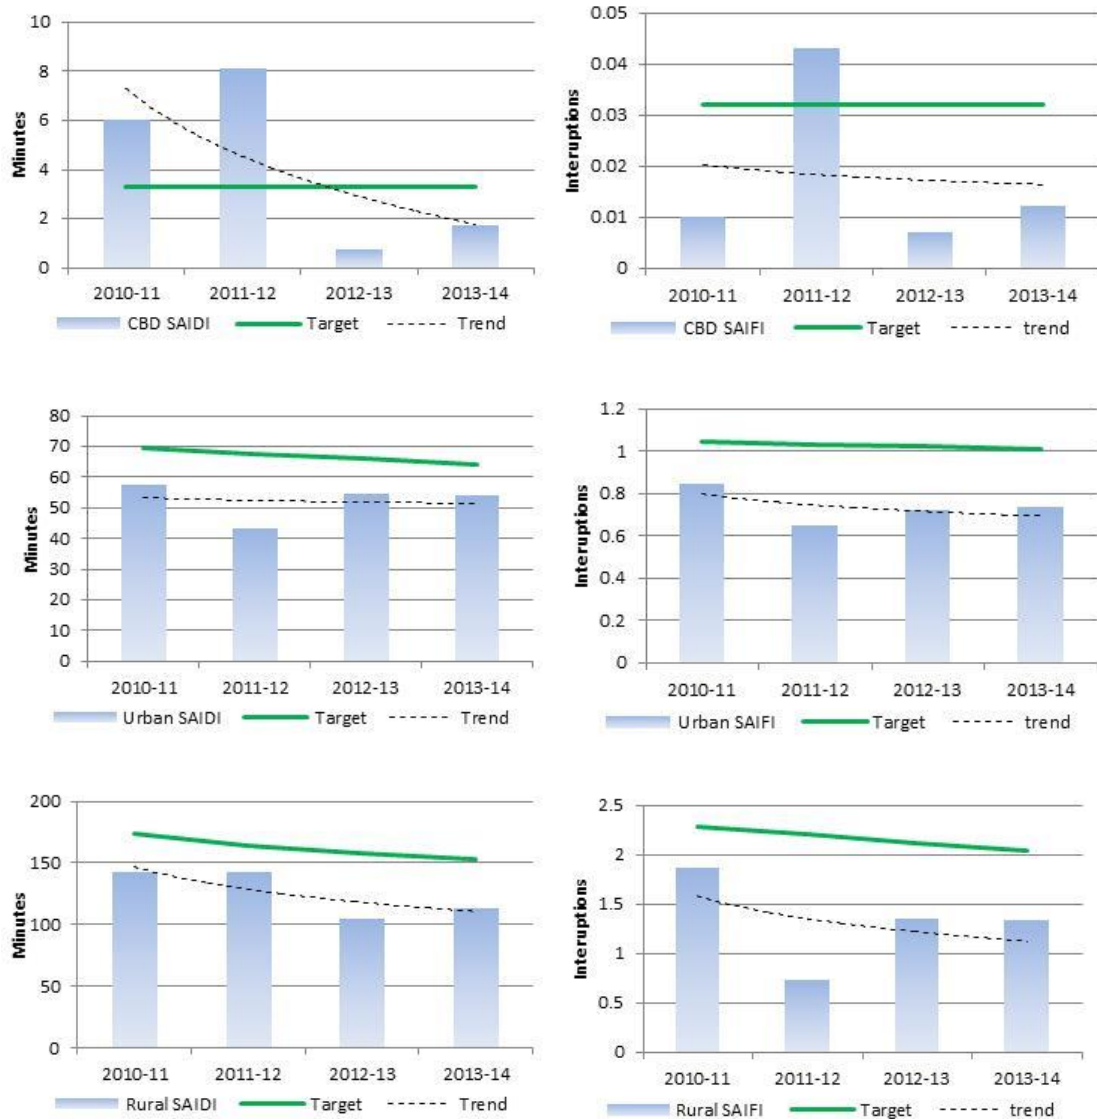 10
8
6
4
2
0
Minutes
2010-11 2011-12 2012-13 2013-14
CBD SAIDI Target Trend
0.05
0.04
0.03
0.02
0.01
0
Interuptions
2010-11 2011-12 2012-13 2013-14
CBD SAIFI Target trend
80
70
60
50
40
30
20
10
0
Minutes
2010-11 2011-12 2012-13 2013-14
Urban SAIDI Target Trend
1.2
1
0.8
0.6
0.4
0.2
0
Interuptions
2010-11 2011-12 2012-13 2013-14
Urban SAIFI Target trend
200
150
100
50
0
Minutes
2010-11 2011-12 2012-13 2013-14
Rural SAIDI Target Trend
2.5
2
1.5
1
0.5
0
Interuptions
2010-11 2011-12 2012-13 2013-14
Rural SAIFI Target trend